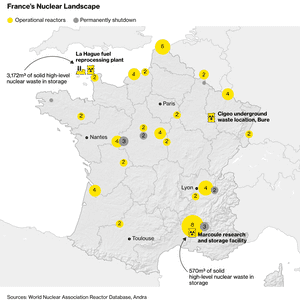 France's Nuclear Landscape
Operational reactors Permanently shutdown
6
La Hague fuel
reprocessing plant
3,172m³ of solid high-level
nuclear waste in storage
2
4
2
2
4
Paris
Cigeo underground
waste location, Bure
2
2
2
Nantes
4
3
2
4
2
2
Lyon
4
2
4
8
3
Marcoule research
and storage facility
2
Toulouse
570m³ of solid
high-level nuclear
waste in storage
Sources: World Nuclear Association Reactor Database, Andra